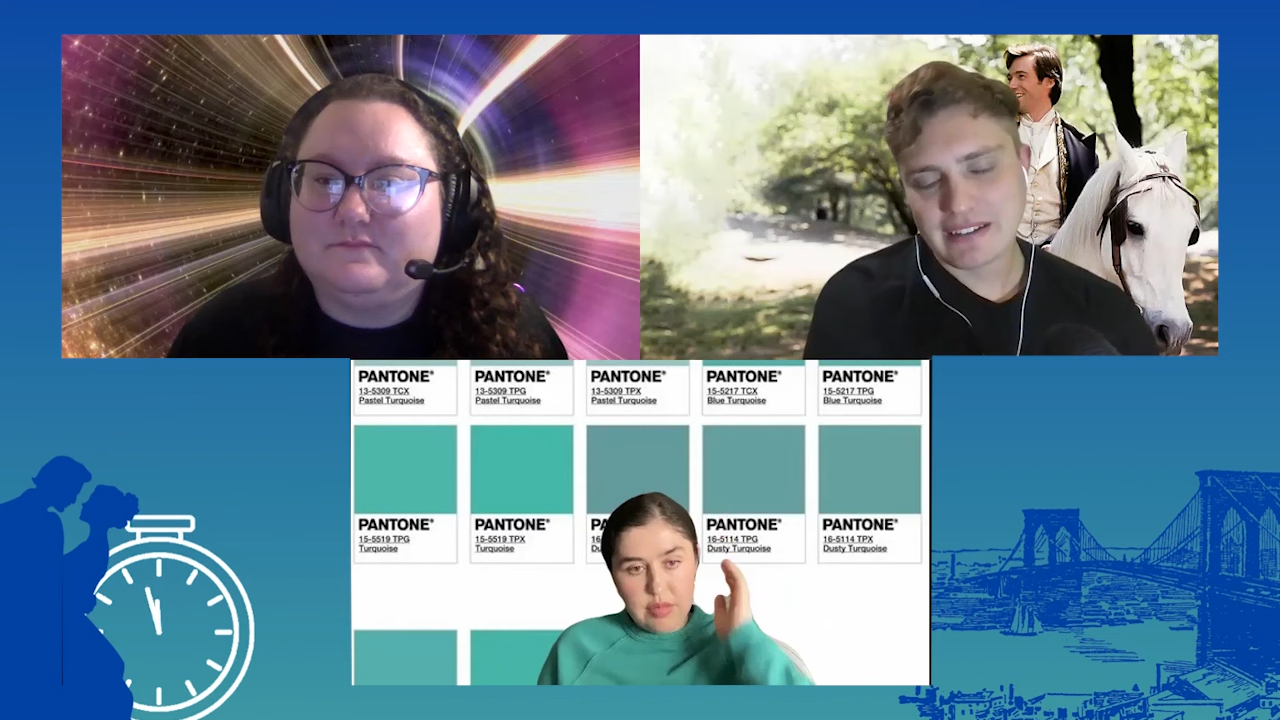 PANTONE®
13-5309 TCX
Pastel Turquoise
PANTONE®
13-5309 TPG
Pastel Turquoise
PANTONE®
13-5309 TPX
Pastel Turquoise
PANTONE®
15-5217 TCX
Blue Turquoise
PANTONE®
15-5217 TPG
Blue Turquoise
PANTONE®
15-5519 TPG
Turquoise
PANTONE®
15-5519 TPX
Turquoise
PANTONE®
16-5114 TPG
Dusty Turquoise
PANTONE®
16-5114 TPX
Dusty Turquoise